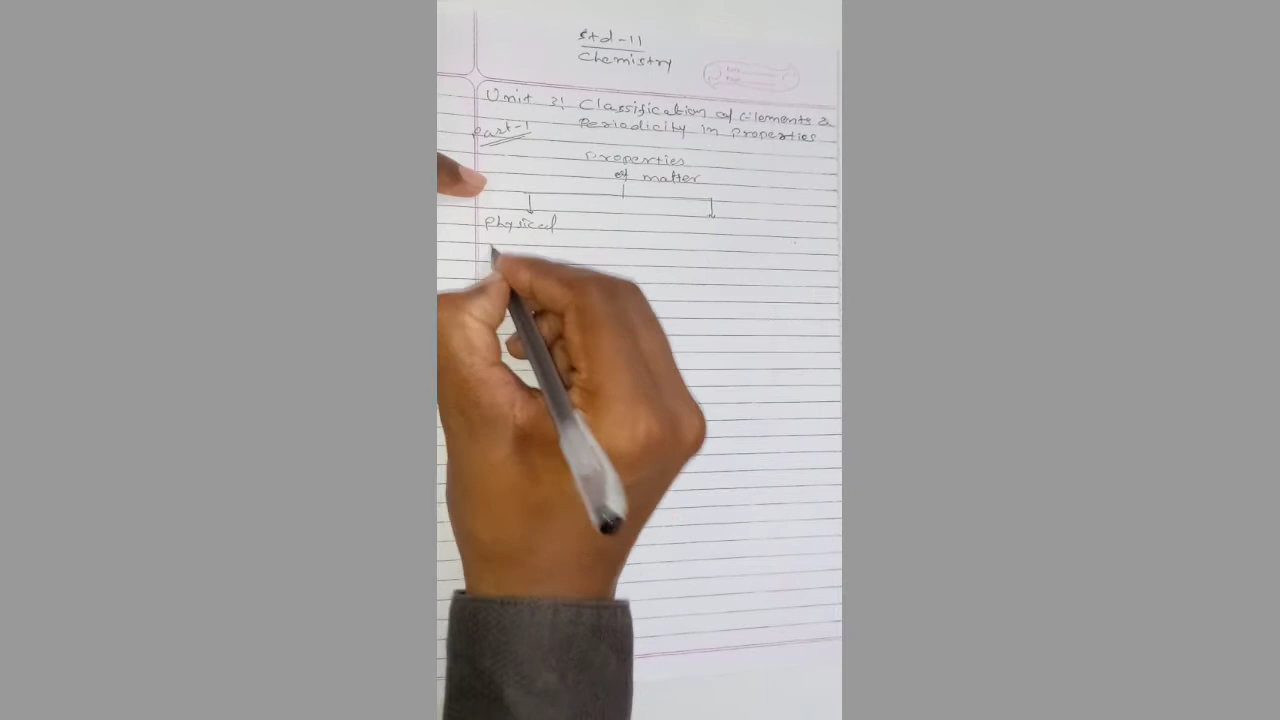 Std-11
Chemistry
Unit 3! Classification of Elements &
Periodicity in properties
Part-1
properties
of matter
physical